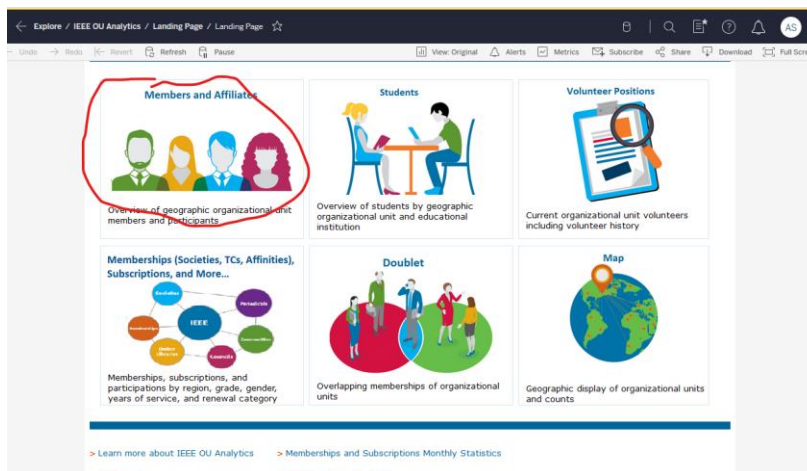 Explore / IEEE OU Analytics / Landing Page / Landing Page
AS
Undo Redo Revert Refresh Pause View: Original Alerts Metrics Subscribe Share Download Full Scre
Members and Affiliates
Overview of geographic organizational unit
members and participants
Students
Overview of students by geographic
organizational unit and educational
institution
Volunteer Positions
Current organizational unit volunteers
including volunteer history
Memberships (Societies, TCs, Affinities),
Subscriptions, and More...
Societies
Periodicals
IEEE
Memberships, subscriptions, and
participations by region, grade, gender,
years of service, and renewal category
Doublet
Overlapping memberships of organizational
units
Map
Geographic display of organizational units
and counts
> Learn more about IEEE OU Analytics > Memberships and Subscriptions Monthly Statistics